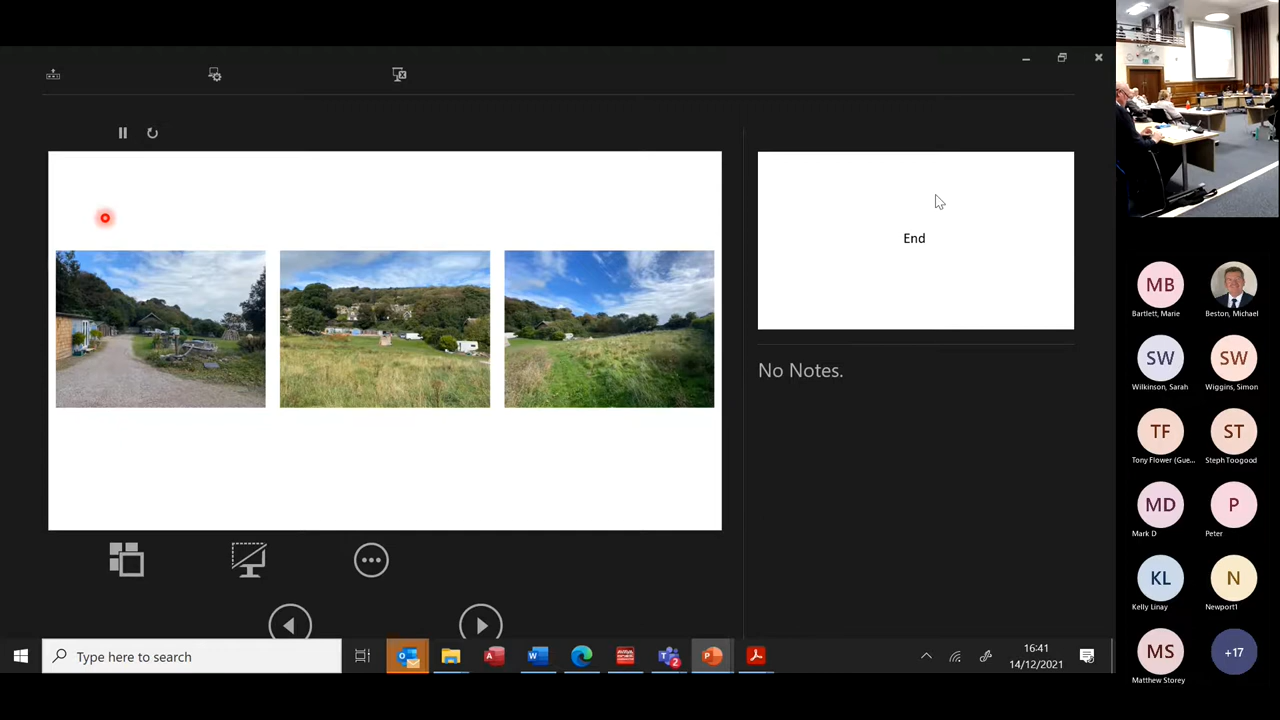 End
No Notes.
Type here to search
2
16:41
14/12/2021
MB
Bartlett, Marie
Beston, Michael
SW
Wilkinson, Sarah
SW
Wiggins, Simon
TF
Tony Flower (Gue...
ST
Steph Toogood
MD
Mark D
P
Peter
KL
Kelly Linay
N
Newport1
MS
Matthew Storey
+17